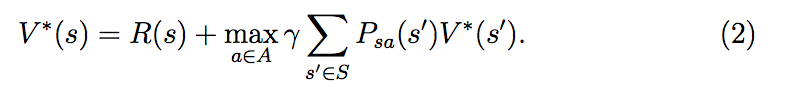 V*(s) = R(s) + max_{a∈A} γ ∑_{s′∈S} P_{sa}(s′)V*(s′). (2)